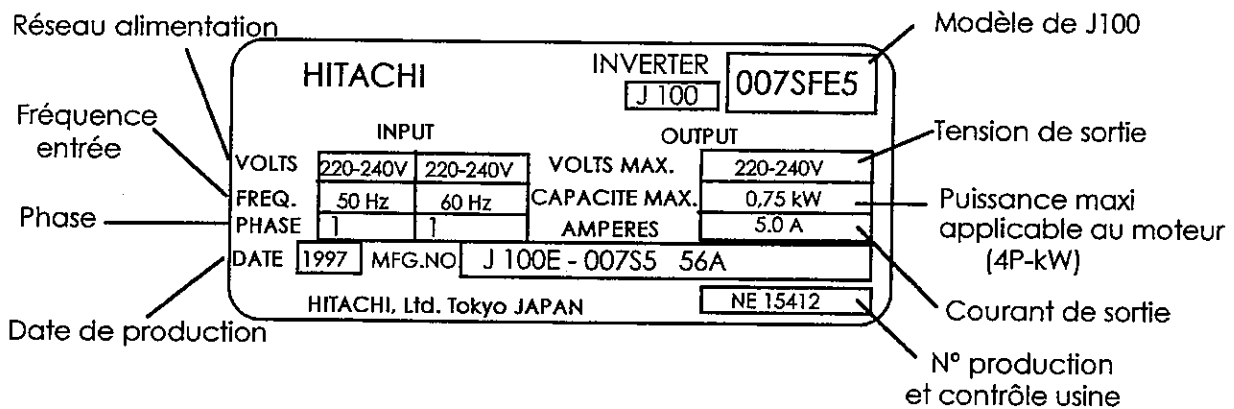 Réseau alimentation
Modèle de J100
HITACHI
INVERTER
J 100
007SFE5
Fréquence
entrée
INPUT
OUTPUT
Tension de sortie
VOLTS 220-240V 220-240V VOLTS MAX. 220-240V
FREQ. 50 Hz 60 Hz CAPACITE MAX. 0,75 kW
Phase
PHASE 1 1 AMPERES 5.0 A
Puissance maxi
applicable au moteur
(4P-kW)
DATE 1997 MFG.NO J 100E - 007S5 56A
HITACHI, Ltd. Tokyo JAPAN NE 15412
Courant de sortie
Date de production
N° production
et contrôle usine